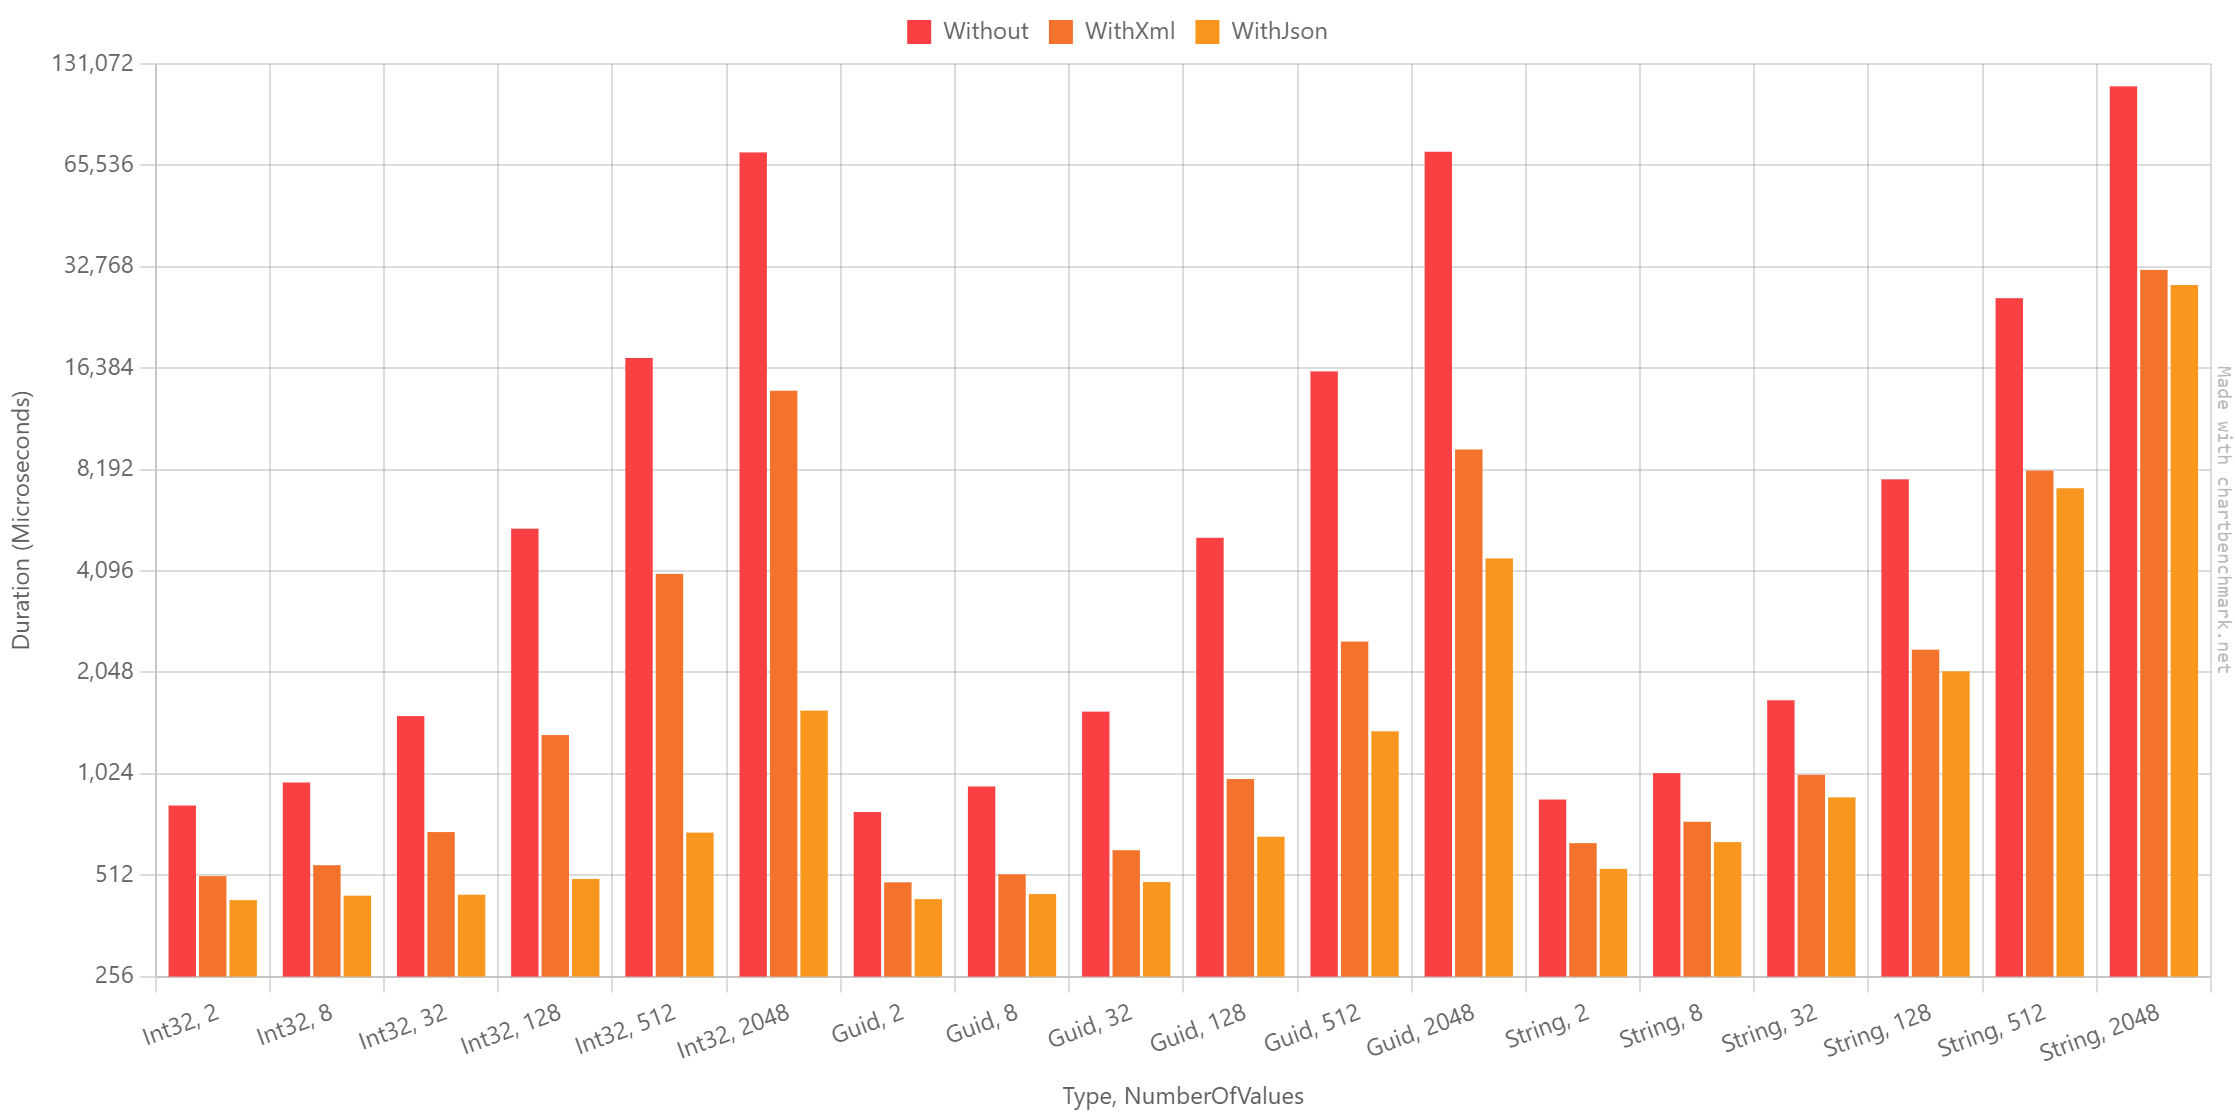 Without WithXml WithJson
131,072
65,536
32,768
16,384
8,192
4,096
2,048
1,024
512
256
Duration (Microseconds)
Int32, 2
Int32, 8
Int32, 32
Int32, 128
Int32, 512
Int32, 2048
Guid, 2
Guid, 8
Guid, 32
Guid, 128
Guid, 512
Guid, 2048
String, 2
String, 8
String, 32
String, 128
String, 512
String, 2048
Type, NumberOfValues
Made with chartbenchmark.net